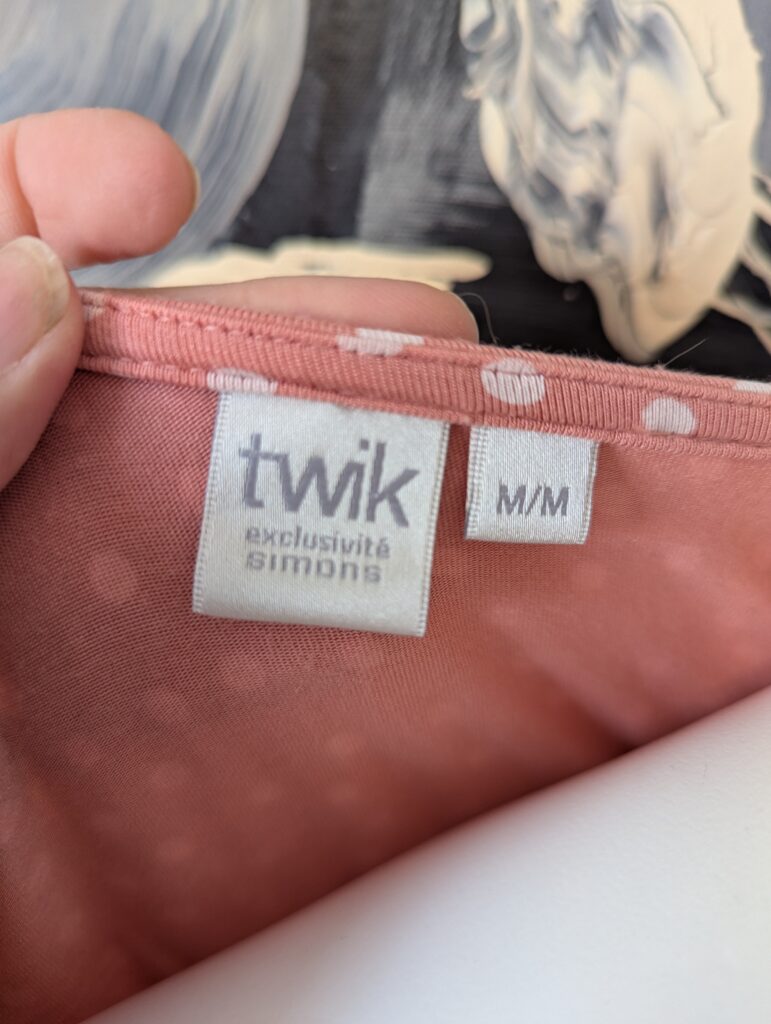 twik
exclusivité
simons
M/M